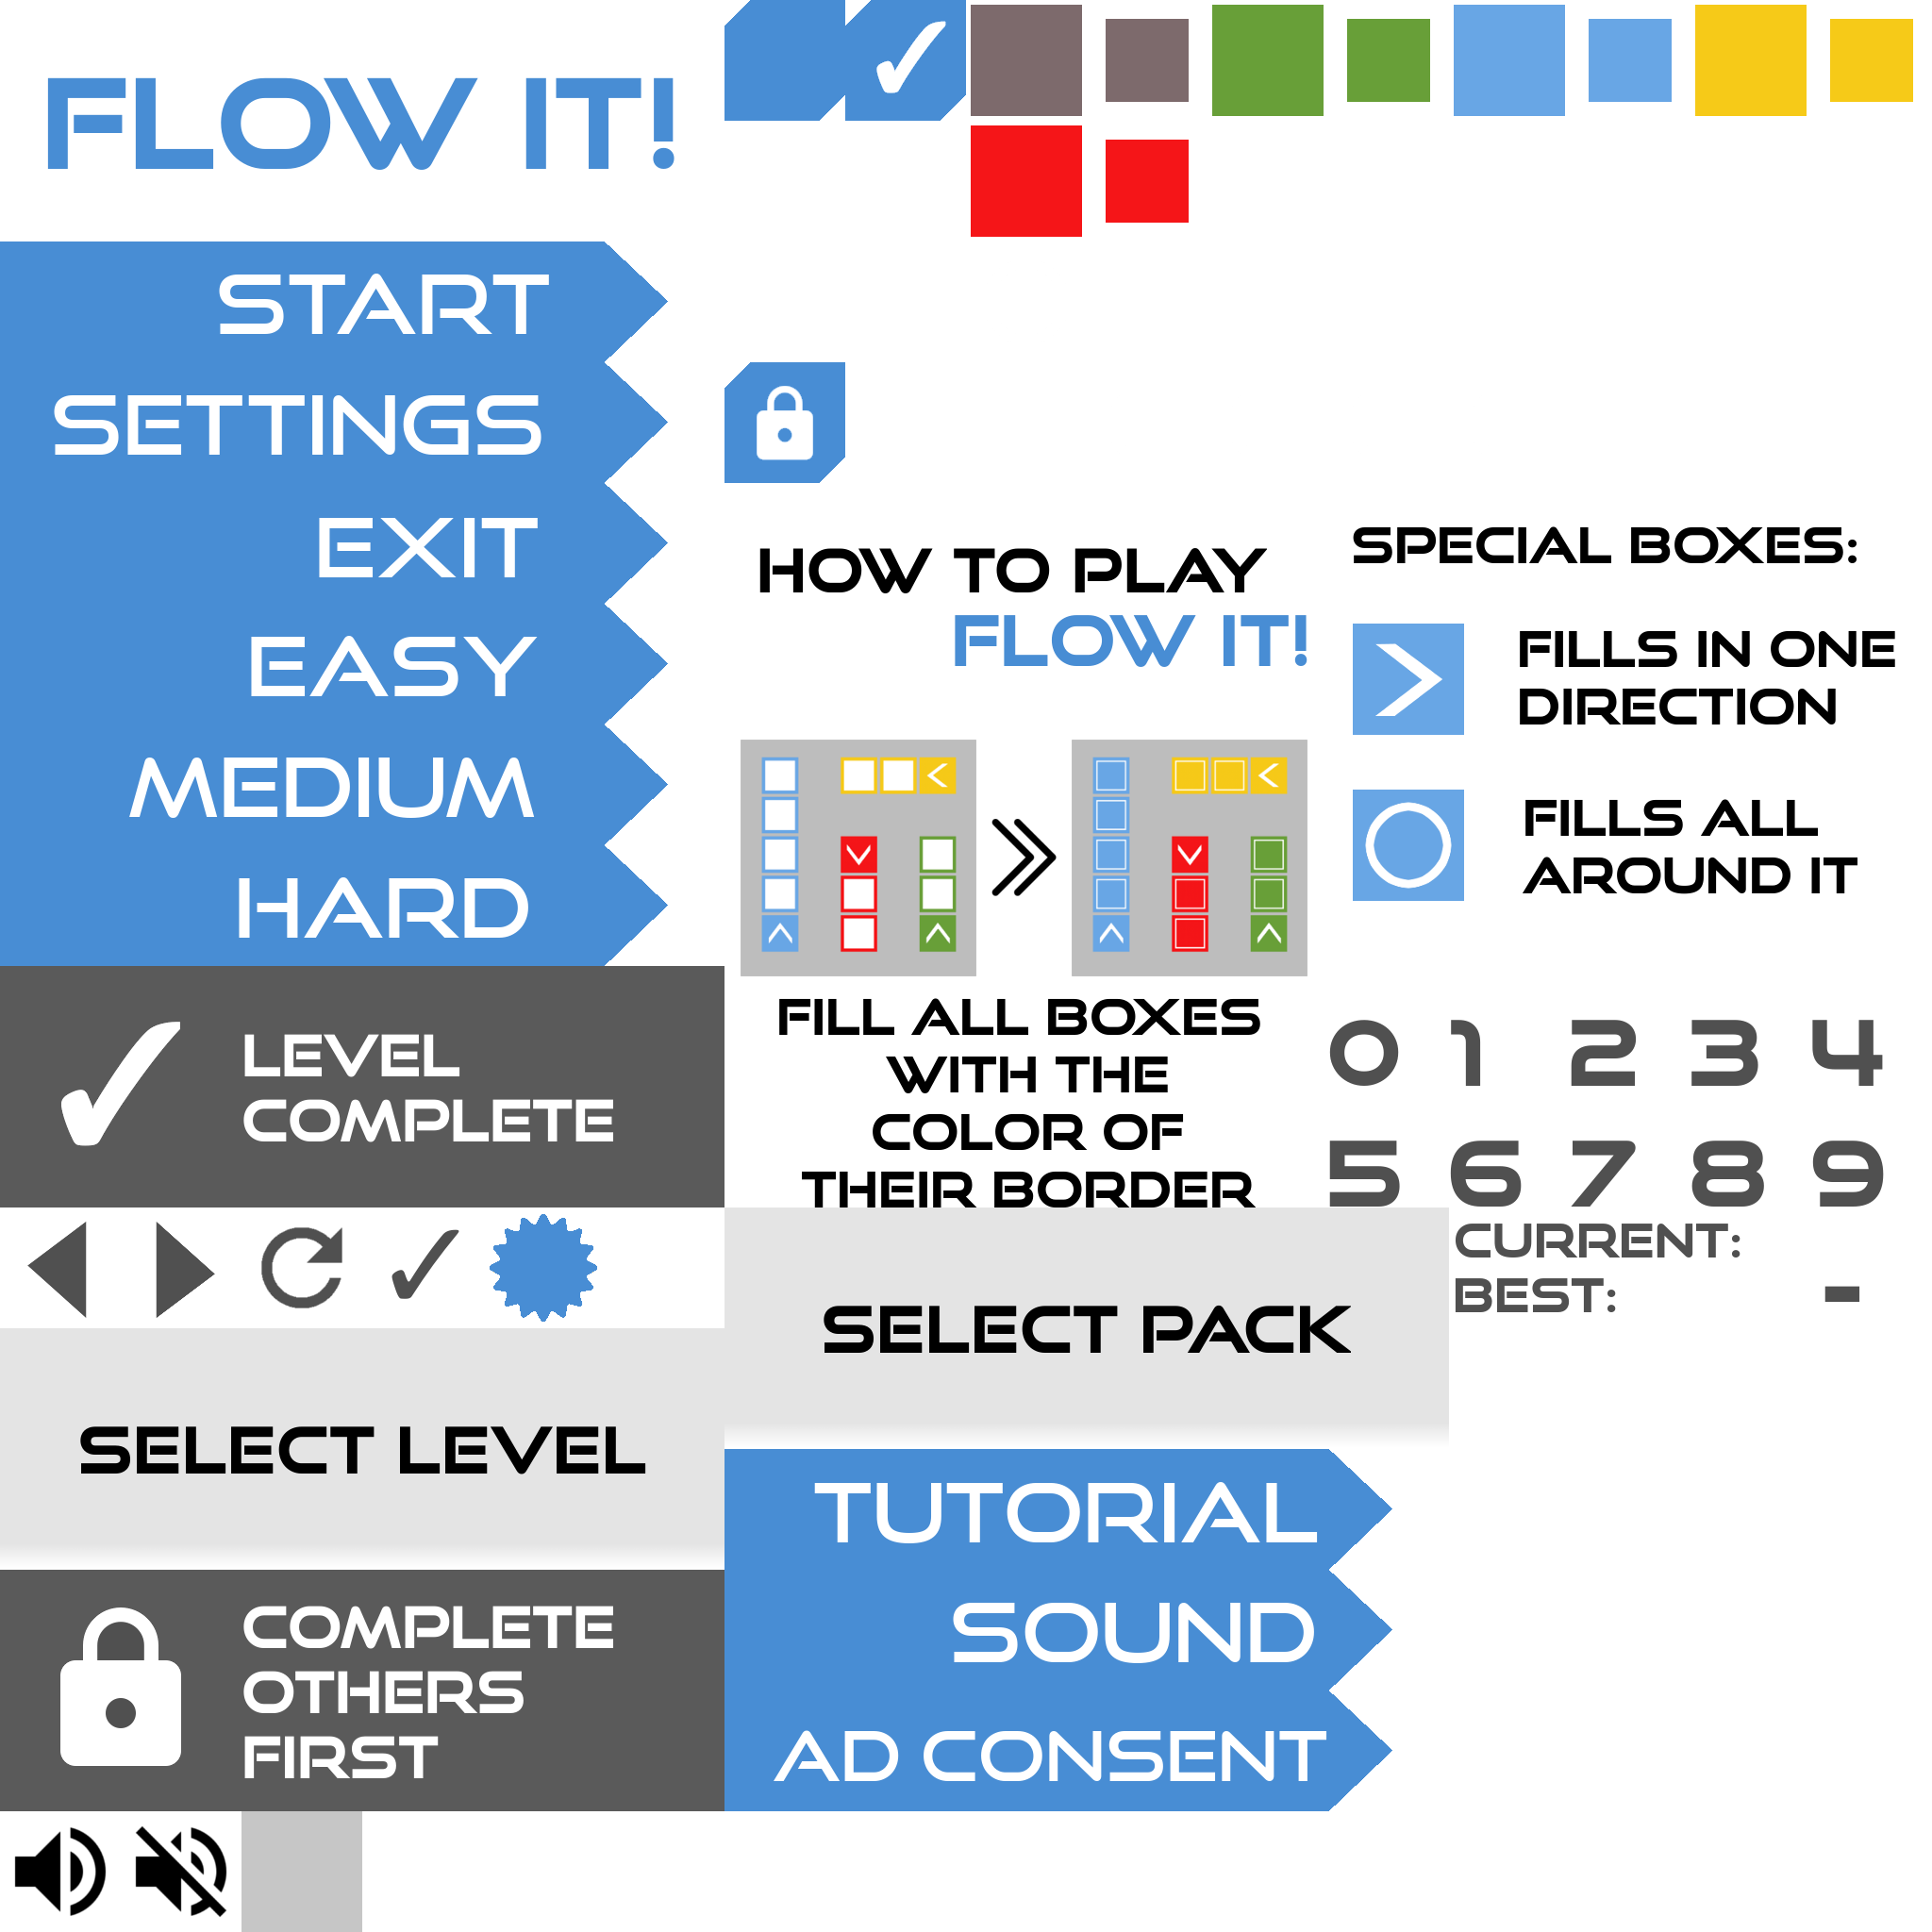 FLOW IT!
START
SETTINGS
EXIT
EASY
MEDIUM
HARD
HOW TO PLAY
FLOW IT!
SPECIAL BOXES:
FILLS IN ONE
DIRECTION
FILLS ALL
AROUND IT
FILL ALL BOXES
WITH THE
COLOR OF
THEIR BORDER
0 1 2 3 4
5 6 7 8 9
LEVEL
COMPLETE
CURRENT:
BEST: -
SELECT PACK
SELECT LEVEL
TUTORIAL
SOUND
AD CONSENT
COMPLETE
OTHERS
FIRST